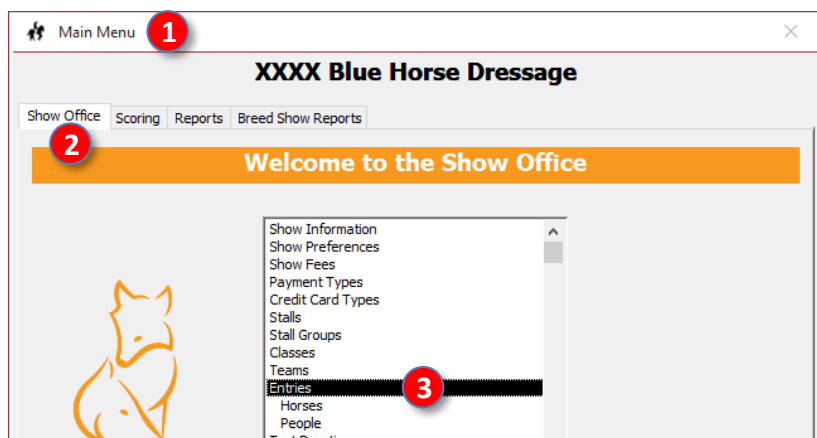 Main Menu 1
XXXX Blue Horse Dressage
Show Office Scoring Reports Breed Show Reports
2
Welcome to the Show Office
Show Information
Show Preferences
Show Fees
Payment Types
Credit Card Types
Stalls
Stall Groups
Classes
Teams
Entries 3
Horses
People